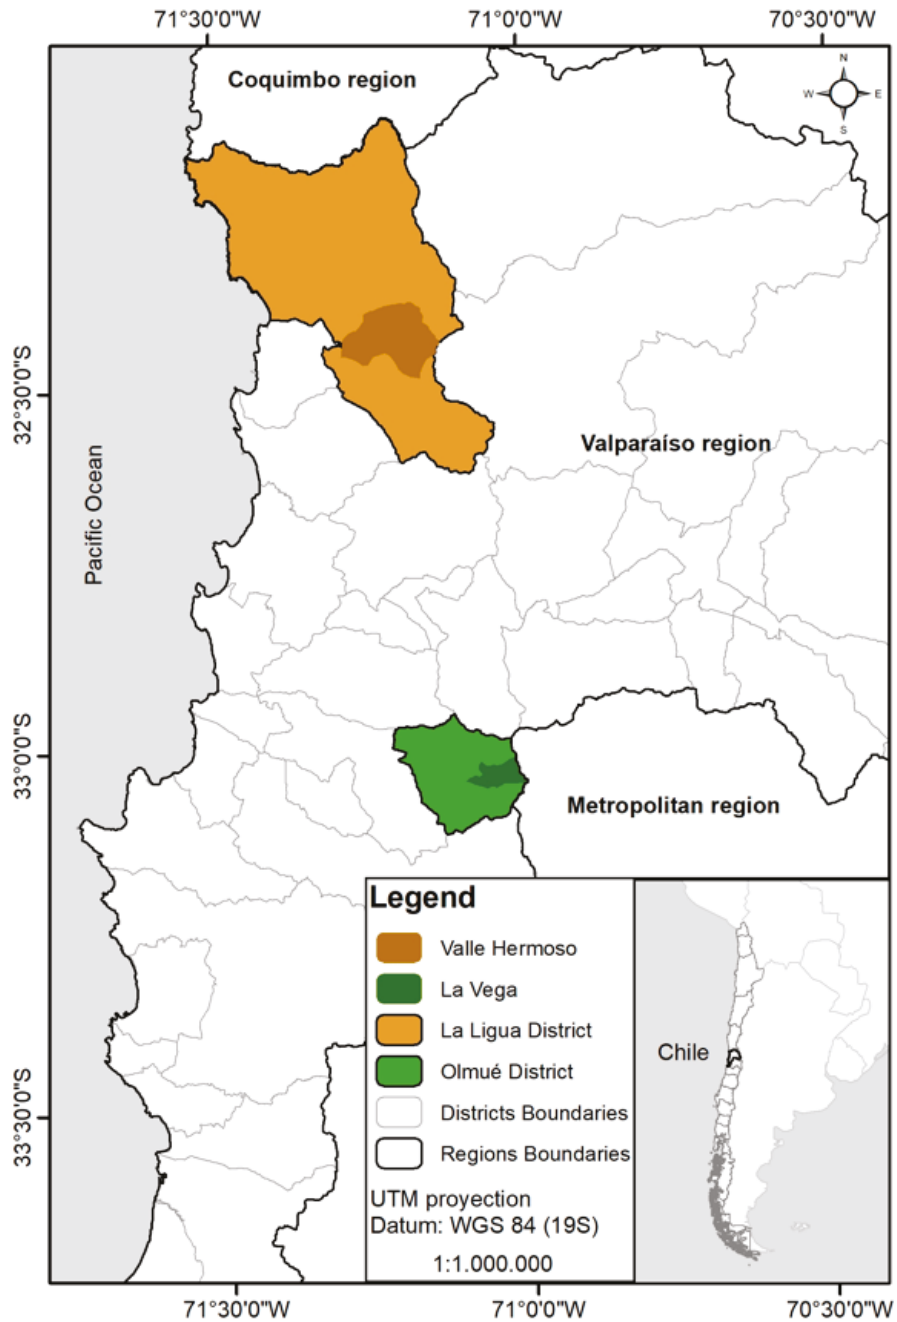 71°30'0"W 71°0'0"W 70°30'0"W
N
W E
S
Coquimbo region
32°30'0"S
Valparaíso region
Pacific Ocean
33°0'0"S
Metropolitan region
Legend
Valle Hermoso
La Vega
La Ligua District
Olmué District
Districts Boundaries
Regions Boundaries
UTM proyection
Datum: WGS 84 (19S)
1:1.000.000
Chile
33°30'0"S
71°30'0"W 71°0'0"W 70°30'0"W